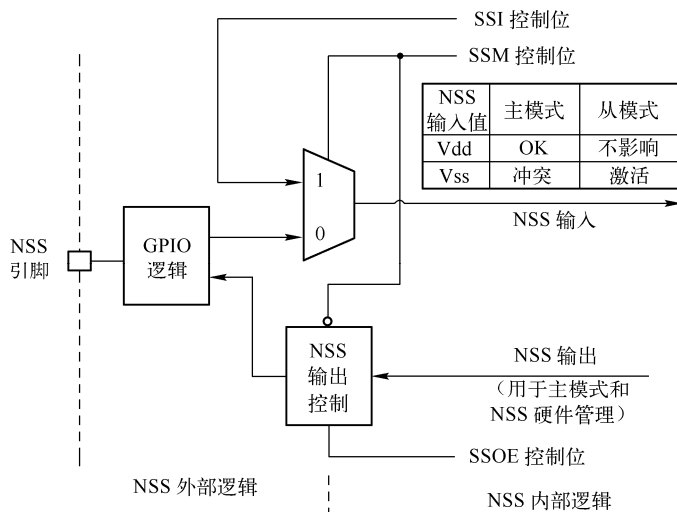 SSI 控制位
SSM 控制位
NSS
输入值
主模式
从模式
Vdd
OK
不影响
Vss
冲突
激活
1
0
NSS 输入
NSS
引脚
GPIO
逻辑
NSS
输出
控制
NSS 输出
（用于主模式和
NSS 硬件管理）
SSOE 控制位
NSS 外部逻辑
NSS 内部逻辑